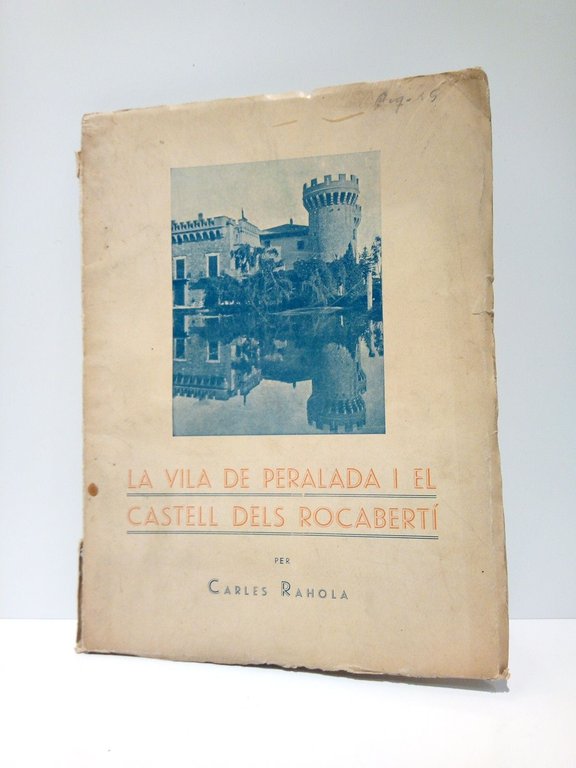 LA VILA DE PERALADA I EL
CASTELL DELS ROCABERTÍ
PER
CARLES RAHOLA